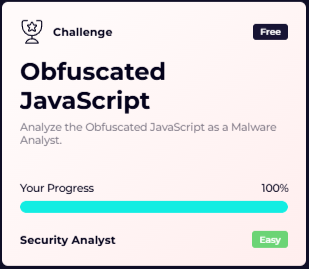 Challenge
Free
Obfuscated
JavaScript
Analyze the Obfuscated JavaScript as a Malware
Analyst.
Your Progress
100%
Security Analyst
Easy